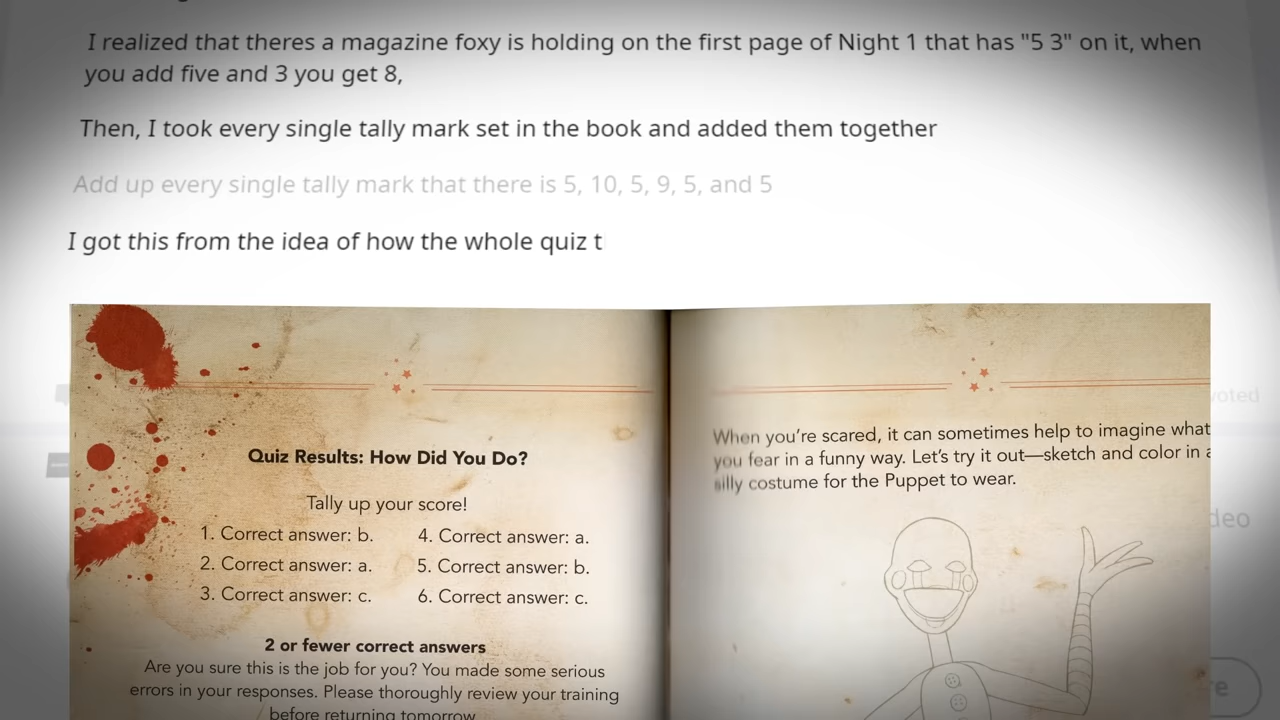 I realized that theres a magazine foxy is holding on the first page of Night 1 that has "5 3" on it, when
you add five and 3 you get 8,
Then, I took every single tally mark set in the book and added them together
Add up every single tally mark that there is 5, 10, 5, 9, 5, and 5
I got this from the idea of how the whole quiz t
Quiz Results: How Did You Do?
Tally up your score!
1. Correct answer: b.
2. Correct answer: a.
3. Correct answer: c.
4. Correct answer: a.
5. Correct answer: b.
6. Correct answer: c.
2 or fewer correct answers
Are you sure this is the job for you? You made some serious
errors in your responses. Please thoroughly review your training
before returning tomorrow
When you're scared, it can sometimes help to imagine what
you fear in a funny way. Let's try it out—sketch and color in a
silly costume for the Puppet to wear.